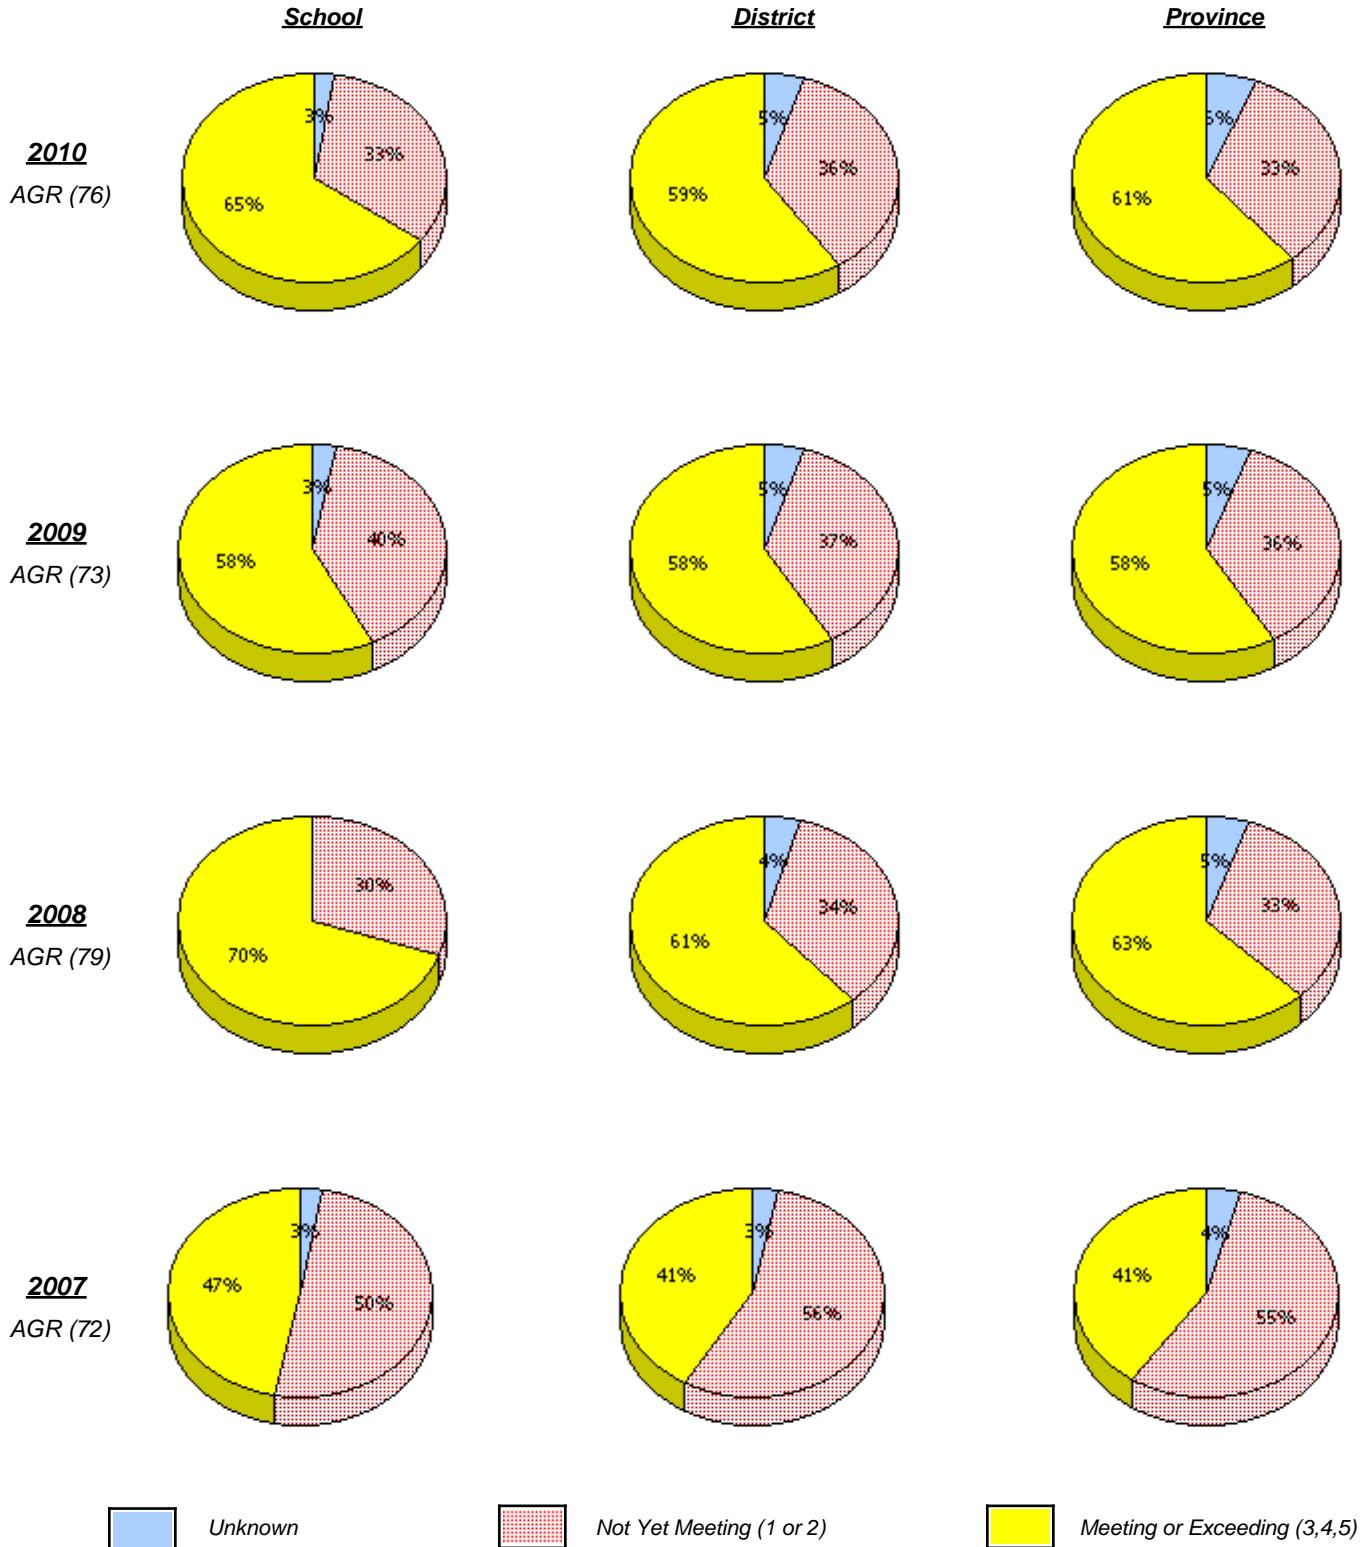 School District Province
2010
AGR (76)
3% 33% 65%
5% 36% 59%
6% 33% 61%
2009
AGR (73)
3% 40% 58%
5% 37% 58%
5% 36% 58%
2008
AGR (79)
30% 70%
4% 34% 61%
5% 33% 63%
2007
AGR (72)
3% 50% 47%
3% 56% 41%
4% 55% 41%
Unknown Not Yet Meeting (1 or 2) Meeting or Exceeding (3,4,5)